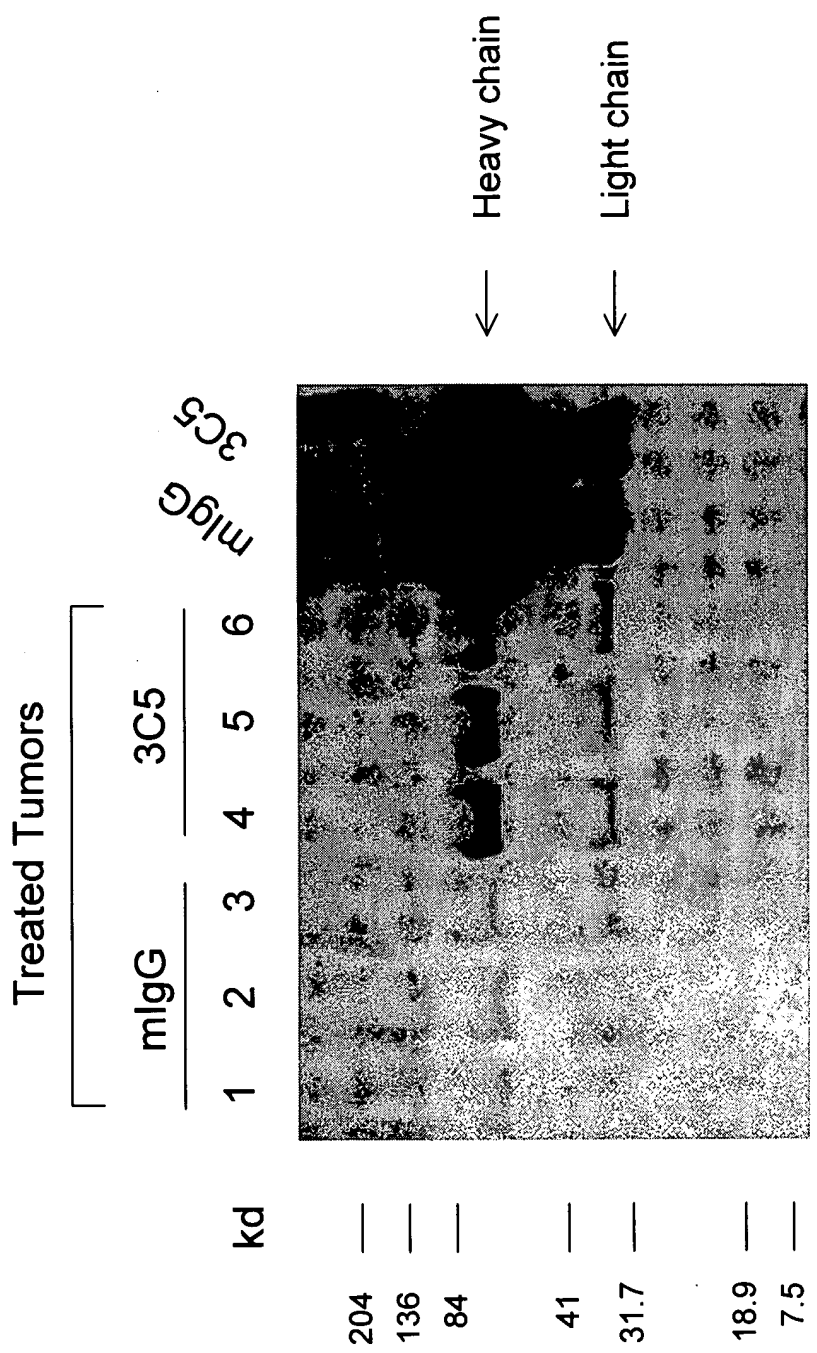 Treated Tumors
mIgG 3C5
1 2 3 4 5 6 mIgG 3C5
kd
204
136
84
41
31.7
18.9
7.5
Heavy chain
Light chain